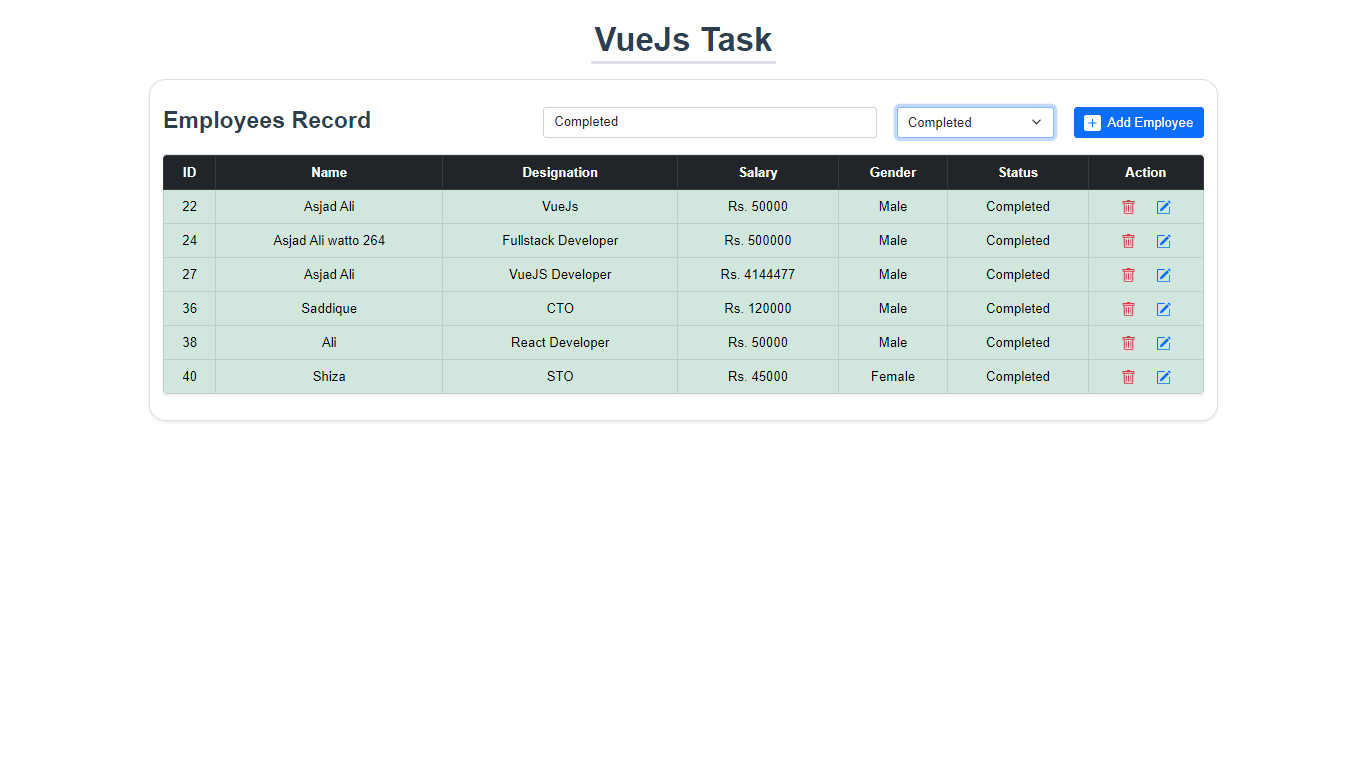 VueJs Task
Employees Record Completed Completed Add Employee
ID Name Designation Salary Gender Status Action
22 Asjad Ali VueJs Rs. 50000 Male Completed
24 Asjad Ali watto 264 Fullstack Developer Rs. 500000 Male Completed
27 Asjad Ali VueJS Developer Rs. 4144477 Male Completed
36 Saddique CTO Rs. 120000 Male Completed
38 Ali React Developer Rs. 50000 Male Completed
40 Shiza STO Rs. 45000 Female Completed